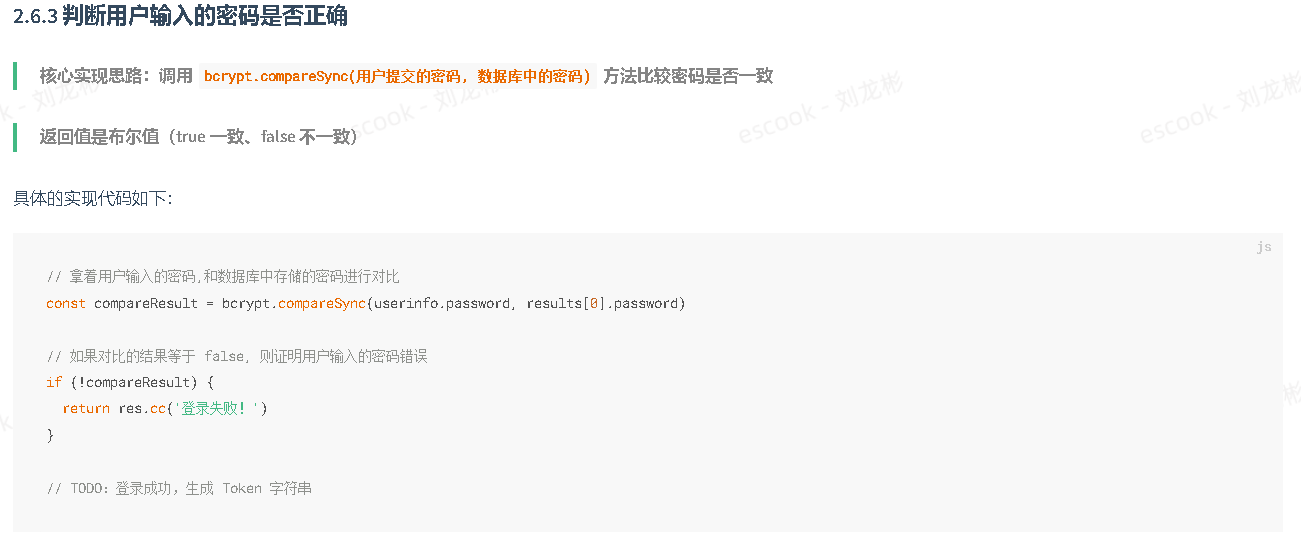 2.6.3 判断用户输入的密码是否正确
核心实现思路：调用 bcrypt.compareSync(用户提交的密码, 数据库中的密码) 方法比较密码是否一致
返回值是布尔值（true 一致、false 不一致）
具体的实现代码如下：
js
// 拿着用户输入的密码,和数据库中存储的密码进行对比
const compareResult = bcrypt.compareSync(userinfo.password, results[0].password)
// 如果对比的结果等于 false, 则证明用户输入的密码错误
if (!compareResult) {
return res.cc('登录失败！')
}
// TODO：登录成功，生成 Token 字符串
escook - 刘龙彬
escook - 刘龙彬
escook - 刘龙彬